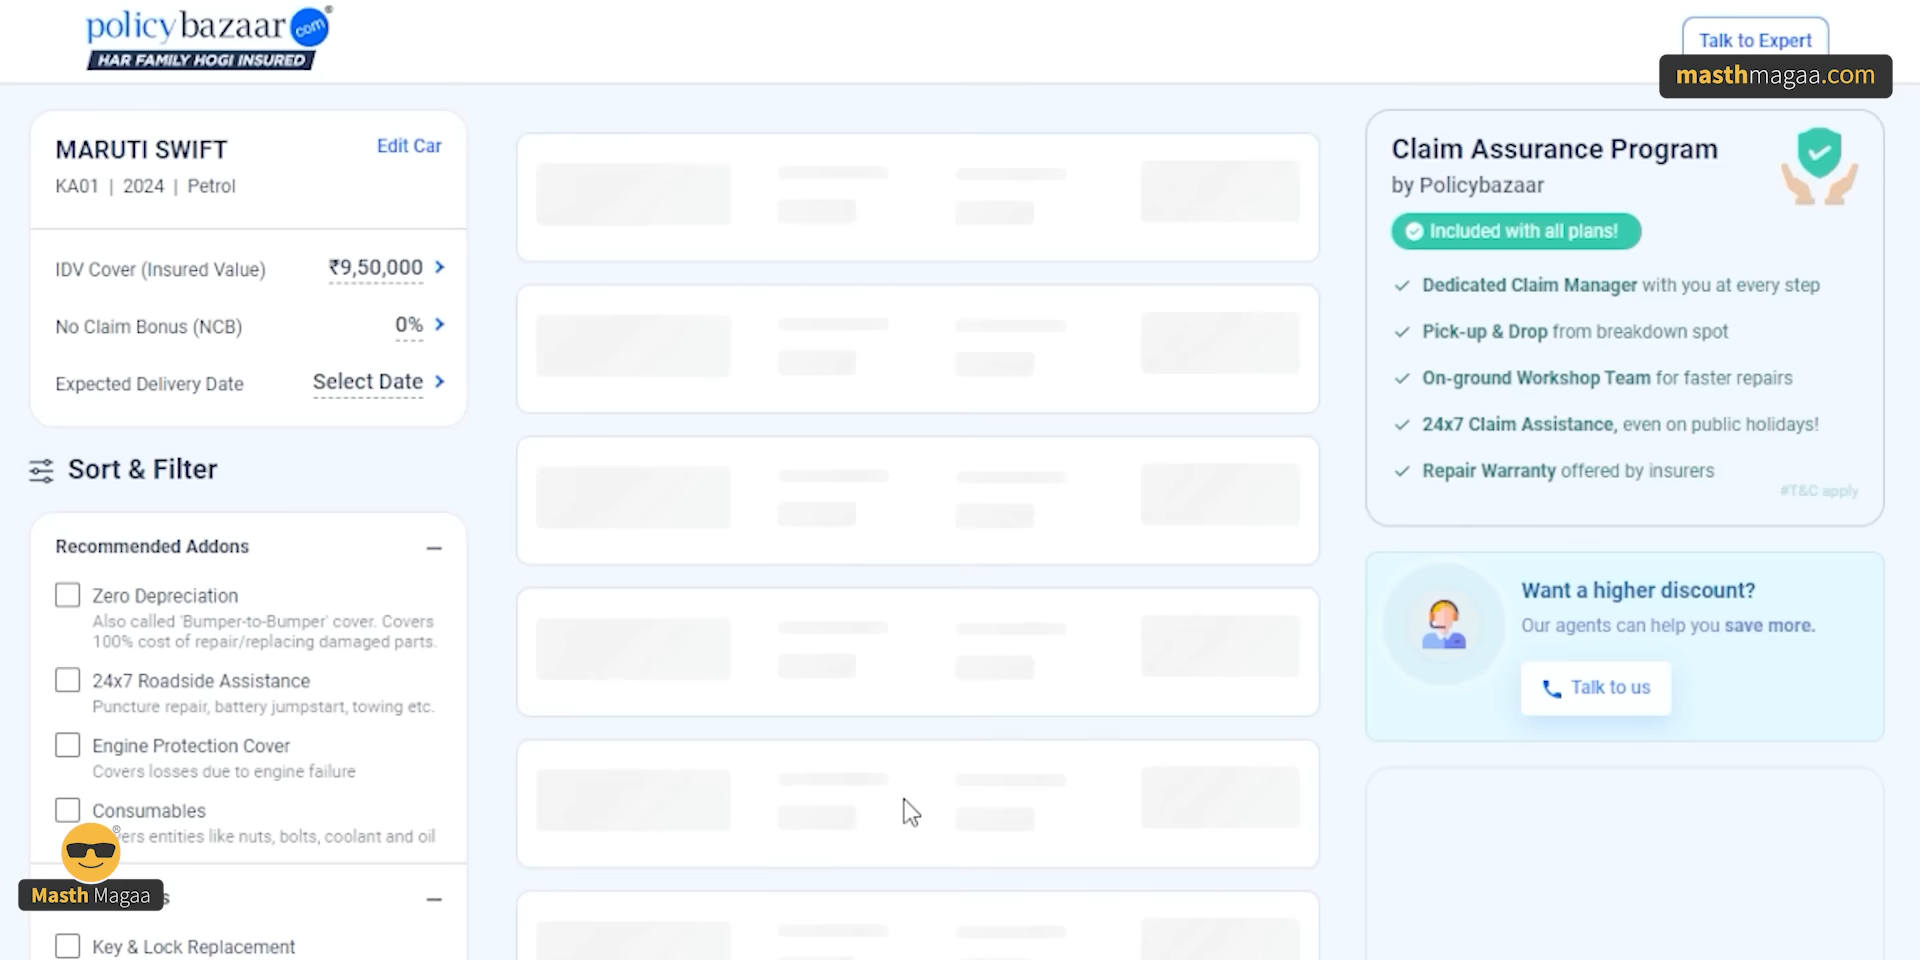 policybazaar com ®
HAR FAMILY HOGI INSURED
Talk to Expert
masthmagaa.com
MARUTI SWIFT
Edit Car
KA01 | 2024 | Petrol
IDV Cover (Insured Value)
₹9,50,000
No Claim Bonus (NCB)
0%
Expected Delivery Date
Select Date
Sort & Filter
Recommended Addons
Zero Depreciation
Also called 'Bumper-to-Bumper' cover. Covers
100% cost of repair/replacing damaged parts.
24x7 Roadside Assistance
Puncture repair, battery jumpstart, towing etc.
Engine Protection Cover
Covers losses due to engine failure
Consumables
entities like nuts, bolts, coolant and oil
Masth Magaa
Key & Lock Replacement
Claim Assurance Program
by Policybazaar
Included with all plans!
Dedicated Claim Manager with you at every step
Pick-up & Drop from breakdown spot
On-ground Workshop Team for faster repairs
24x7 Claim Assistance, even on public holidays!
Repair Warranty offered by insurers
#T&C apply
Want a higher discount?
Our agents can help you save more.
Talk to us